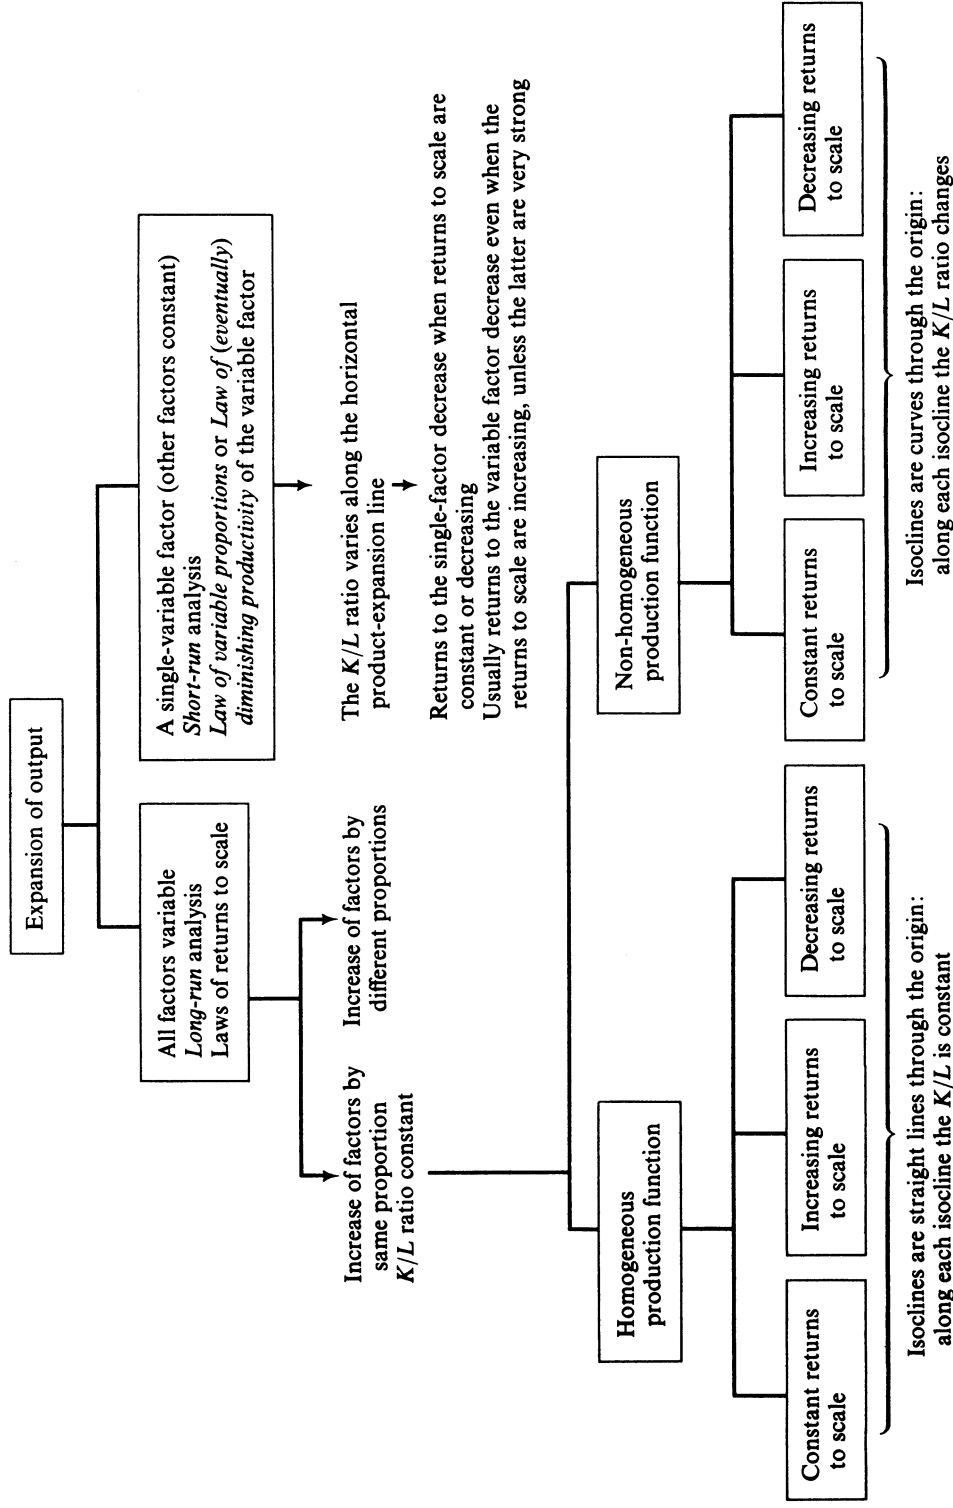 Expansion of output
All factors variable
Long-run analysis
Laws of returns to scale
A single-variable factor (other factors constant)
Short-run analysis
Law of variable proportions or Law of (eventually)
diminishing productivity of the variable factor
Increase of factors by
same proportion
K/L ratio constant
Increase of factors by
different proportions
The K/L ratio varies along the horizontal
product-expansion line
Returns to the single-factor decrease when returns to scale are
constant or decreasing
Usually returns to the variable factor decrease even when the
returns to scale are increasing, unless the latter are very strong
Homogeneous
production function
Non-homogeneous
production function
Constant returns
to scale
Increasing returns
to scale
Decreasing returns
to scale
Constant returns
to scale
Increasing returns
to scale
Decreasing returns
to scale
Isoclines are straight lines through the origin:
along each isocline the K/L is constant
Isoclines are curves through the origin:
along each isocline the K/L ratio changes